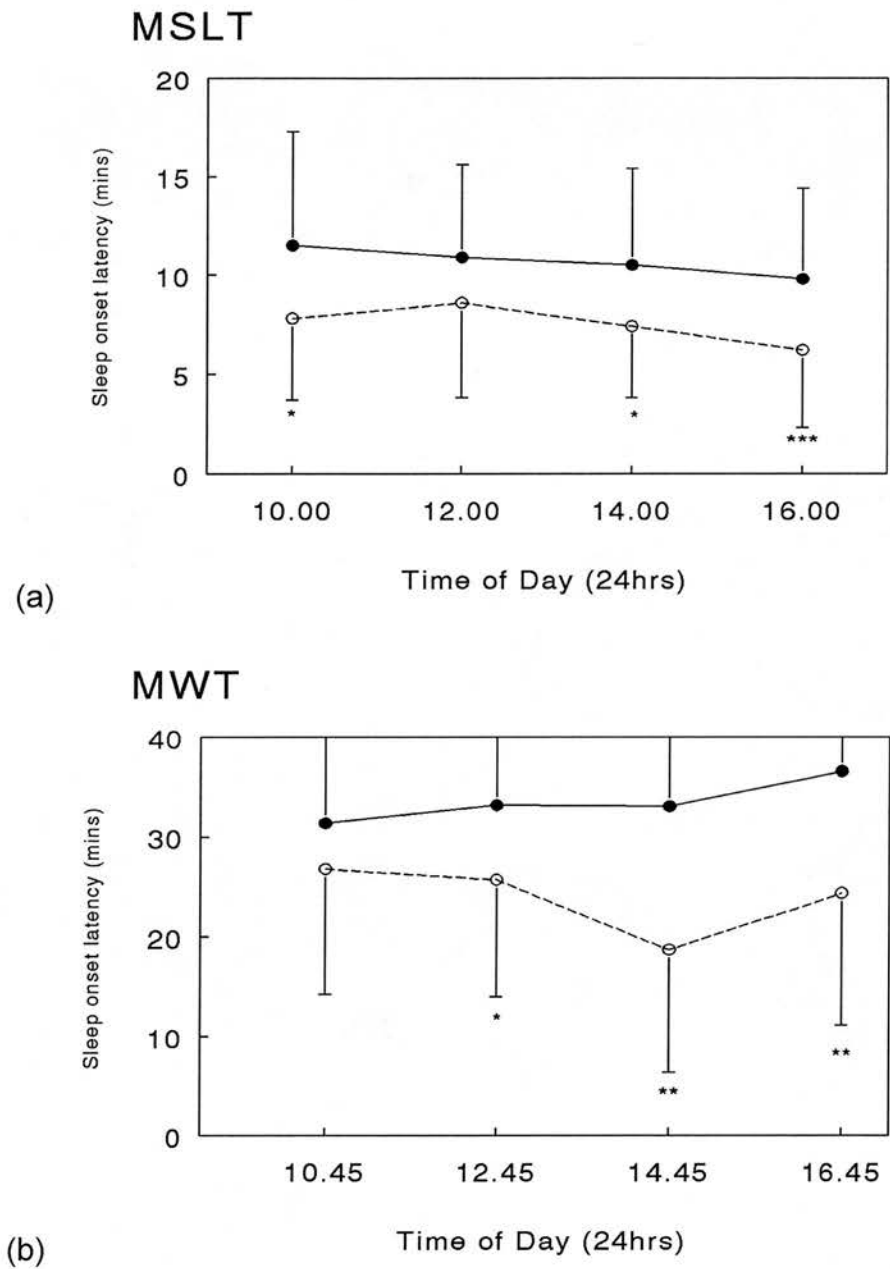 MSLT
20
15
10
5
0
Sleep onset latency (mins)
*
*
***
10.00 12.00 14.00 16.00
Time of Day (24hrs)
(a)
MWT
40
30
20
10
0
Sleep onset latency (mins)
*
**
**
10.45 12.45 14.45 16.45
Time of Day (24hrs)
(b)